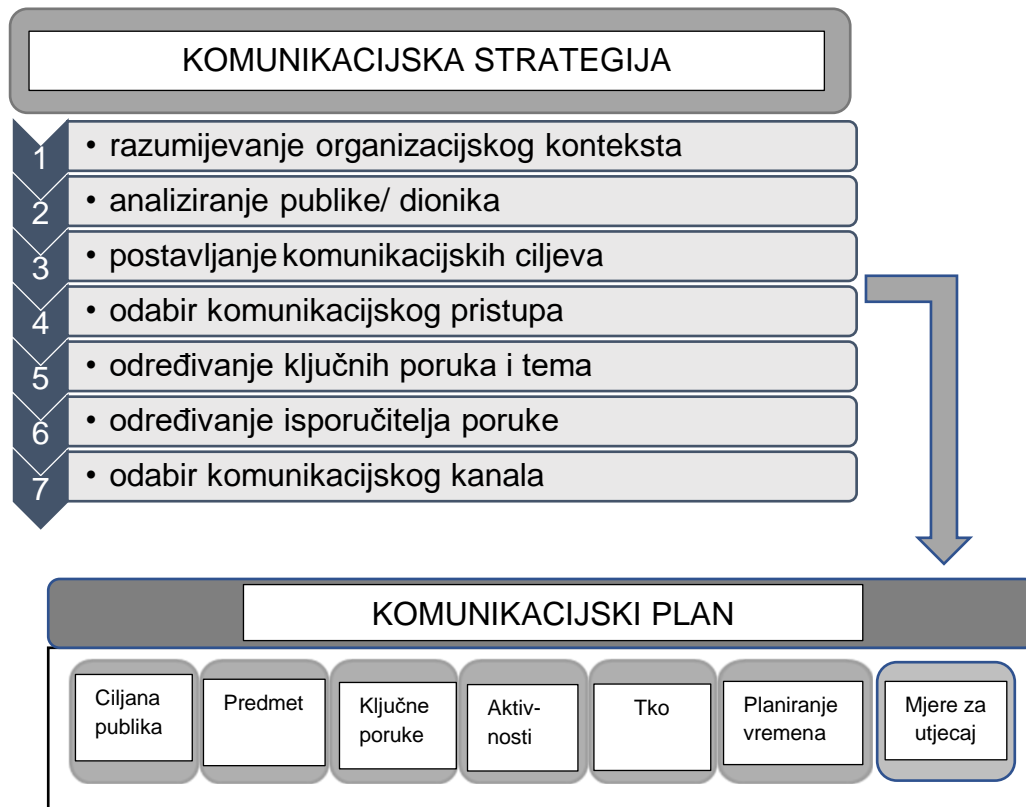 KOMUNIKACIJSKA STRATEGIJA
1 • razumijevanje organizacijskog konteksta
2 • analiziranje publike/ dionika
3 • postavljanje komunikacijskih ciljeva
4 • odabir komunikacijskog pristupa
5 • određivanje ključnih poruka i tema
6 • određivanje isporučitelja poruke
7 • odabir komunikacijskog kanala
KOMUNIKACIJSKI PLAN
Ciljana
publika
Predmet
Ključne
poruke
Aktiv-
nosti
Tko
Planiranje
vremena
Mjere za
utjecaj